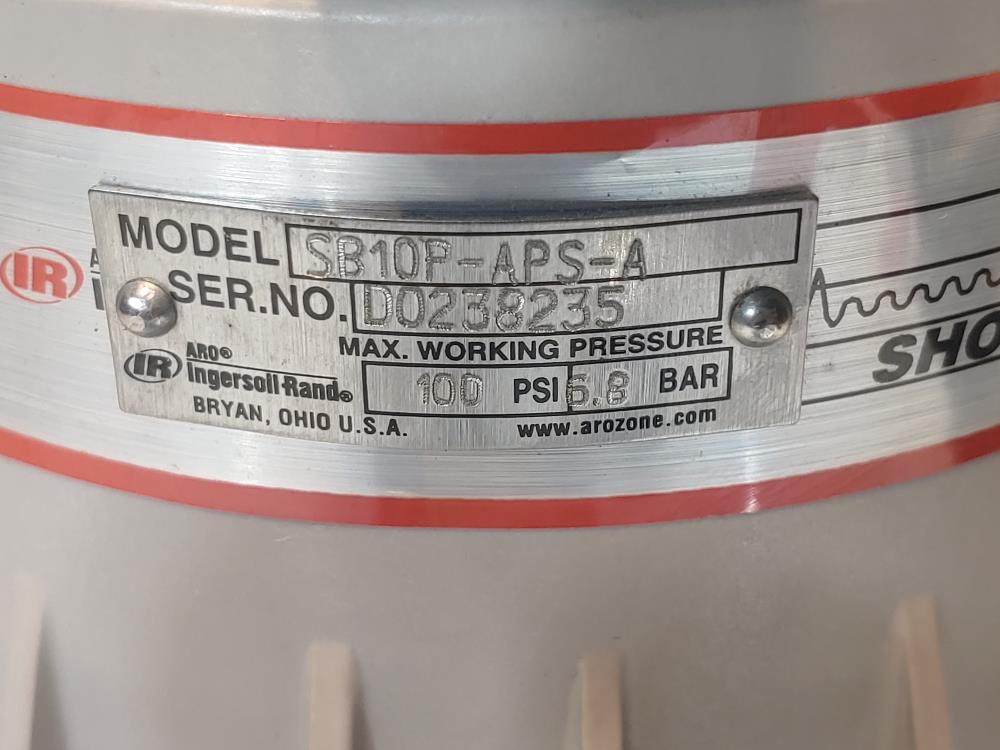 MODEL SB10P-APS-A
SER.NO. D0238235
MAX. WORKING PRESSURE
100 PSI 6.8 BAR
IR ARO®
Ingersoll-Rand®
BRYAN, OHIO U.S.A.
www.arozone.com
IR
SHO